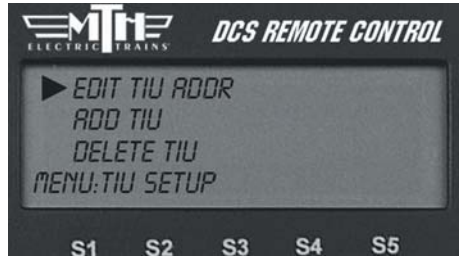 MTH DCS REMOTE CONTROL
ELECTRIC TRAINS
EDIT TIU ADDR
ADD TIU
DELETE TIU
MENU:TIU SETUP
S1 S2 S3 S4 S5